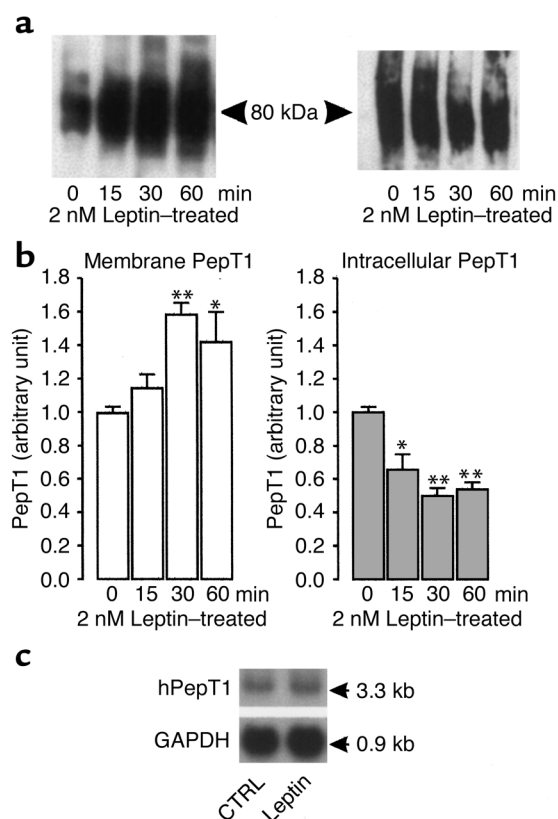 a
80 kDa
0 15 30 60 min
2 nM Leptin–treated
0 15 30 60 min
2 nM Leptin–treated
b
Membrane PepT1
PepT1 (arbitrary unit)
1.8
1.6
1.4
1.2
1.0
0.8
0.6
0.4
0.2
0.0
**
*
0 15 30 60 min
2 nM Leptin–treated
Intracellular PepT1
PepT1 (arbitrary unit)
1.8
1.6
1.4
1.2
1.0
0.8
0.6
0.4
0.2
0.0
*
**
**
0 15 30 60 min
2 nM Leptin–treated
c
hPepT1 3.3 kb
GAPDH 0.9 kb
CTRL
Leptin